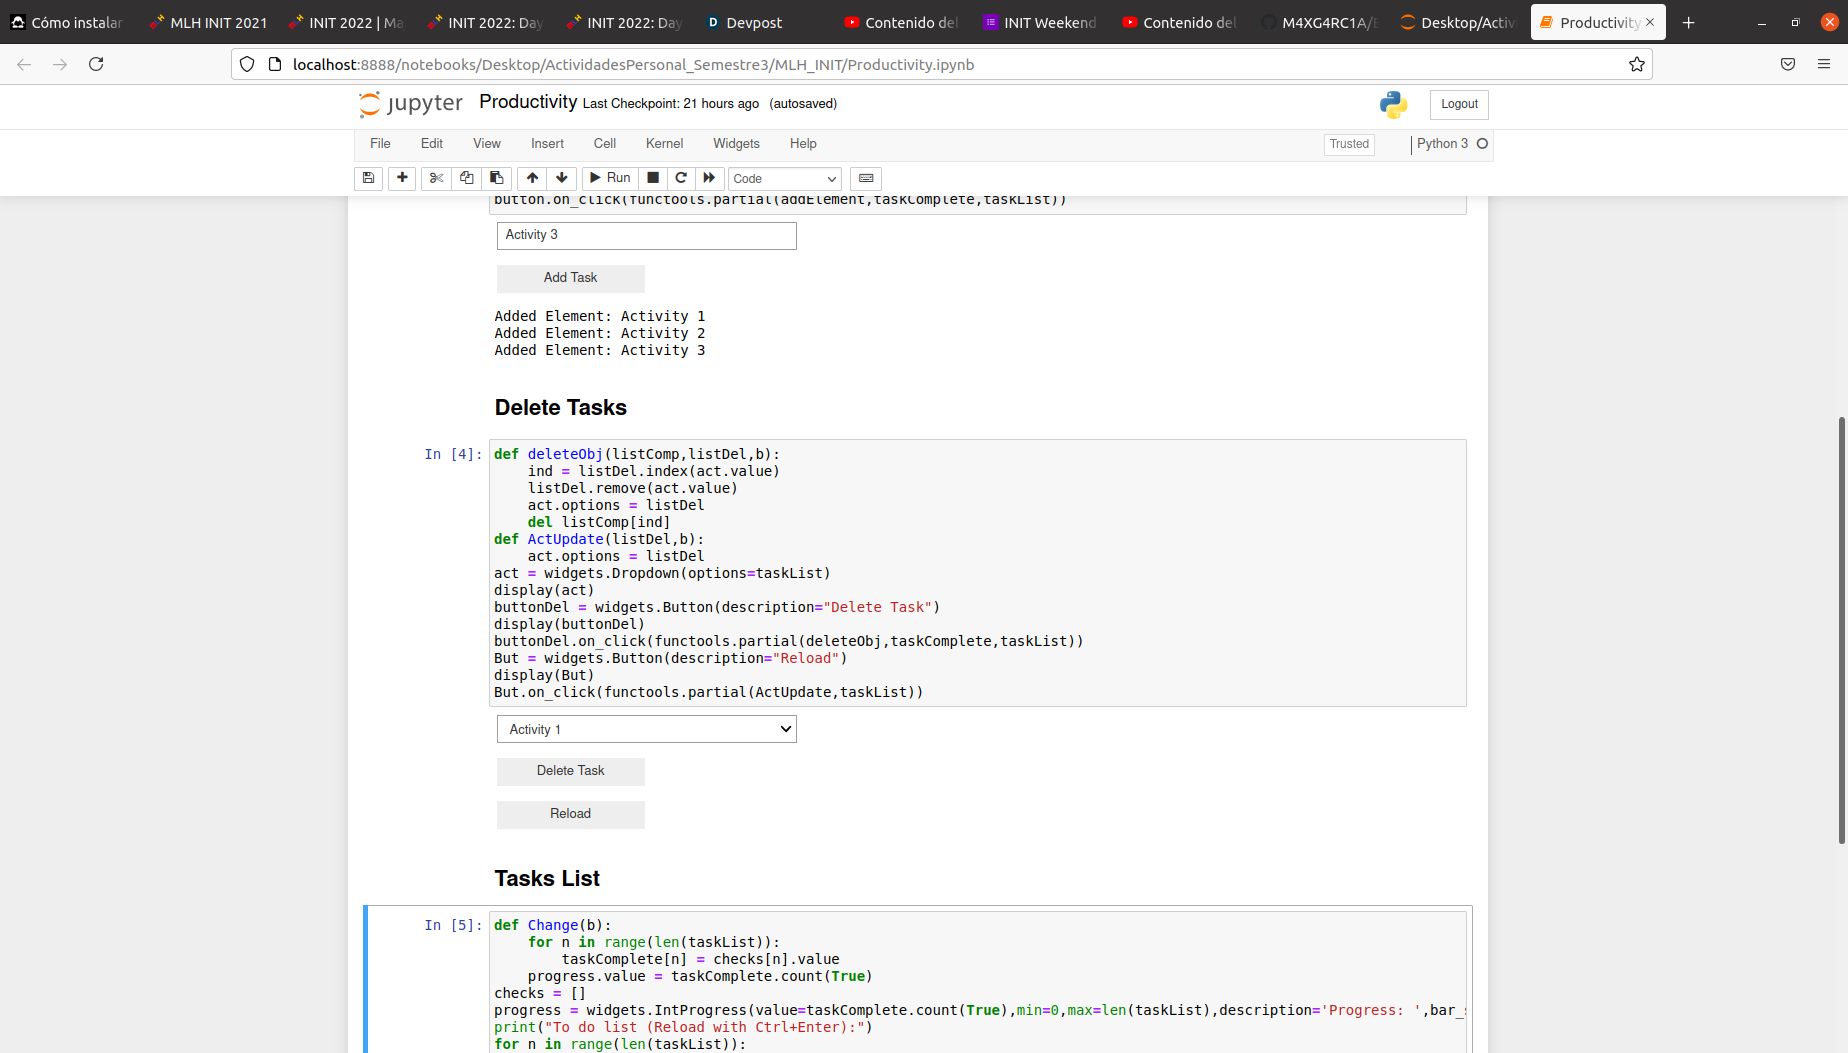 Cómo instalar
MLH INIT 2021
INIT 2022 | Ma
INIT 2022: Day
INIT 2022: Day
D Devpost
Contenido del
INIT Weekend
Contenido del
M4XG4RC1A/
Desktop/Activ
Productivity
localhost:8888/notebooks/Desktop/ActividadesPersonal_Semestre3/MLH_INIT/Productivity.ipynb
jupyter Productivity Last Checkpoint: 21 hours ago (autosaved)
Logout
File Edit View Insert Cell Kernel Widgets Help
Trusted
Python 3
Run
Code
button.on_click(functools.partial(addElement,taskComplete,taskList))
Activity 3
Add Task
Added Element: Activity 1
Added Element: Activity 2
Added Element: Activity 3
Delete Tasks
In [4]: def deleteObj(listComp,listDel,b):
    ind = listDel.index(act.value)
    listDel.remove(act.value)
    act.options = listDel
    del listComp[ind]
def ActUpdate(listDel,b):
    act.options = listDel
act = widgets.Dropdown(options=taskList)
display(act)
buttonDel = widgets.Button(description="Delete Task")
display(buttonDel)
buttonDel.on_click(functools.partial(deleteObj,taskComplete,taskList))
But = widgets.Button(description="Reload")
display(But)
But.on_click(functools.partial(ActUpdate,taskList))
Activity 1
Delete Task
Reload
Tasks List
In [5]: def Change(b):
    for n in range(len(taskList)):
        taskComplete[n] = checks[n].value
    progress.value = taskComplete.count(True)
checks = []
progress = widgets.IntProgress(value=taskComplete.count(True),min=0,max=len(taskList),description='Progress: ',bar_s
print("To do list (Reload with Ctrl+Enter):")
for n in range(len(taskList)):